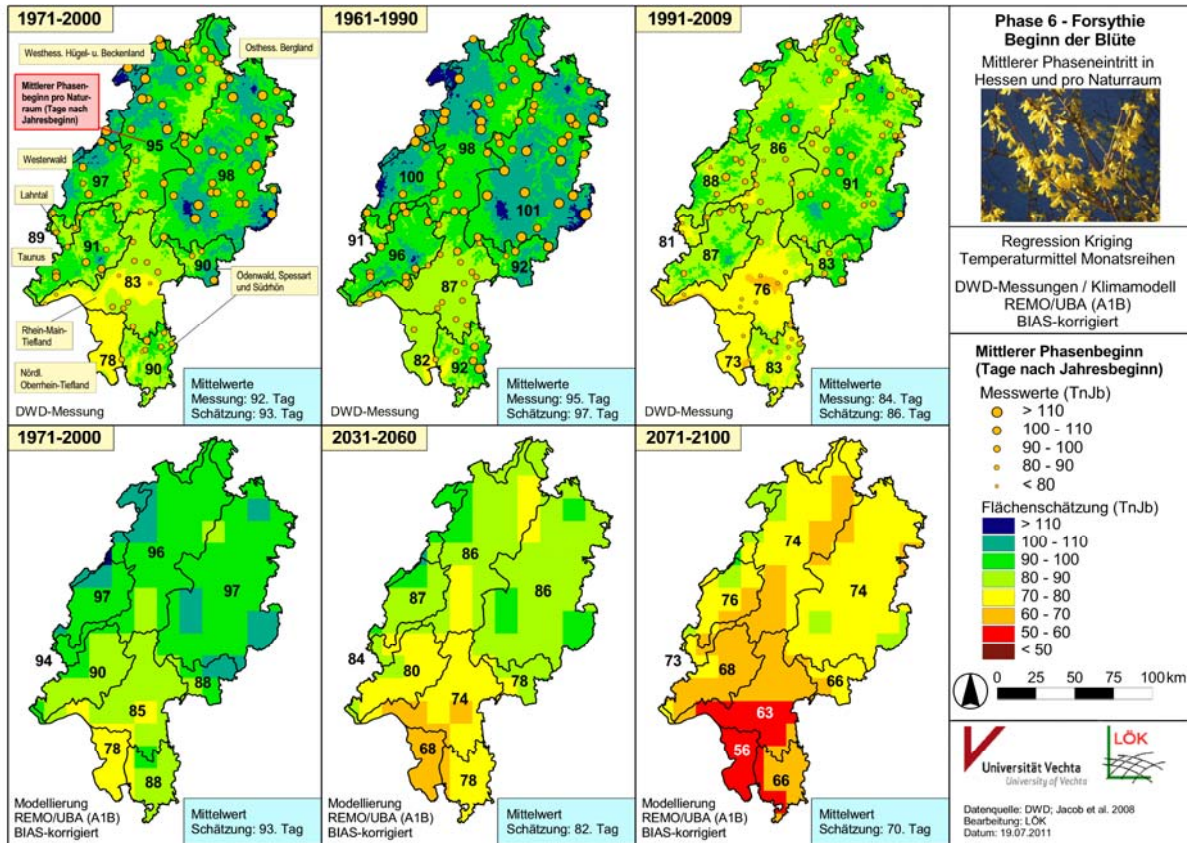 1971-2000
Westhess. Hügel- u. Beckenland
Osthess. Bergland
Mittlerer Phasen-
beginn pro Natur-
raum (Tage nach
Jahresbeginn)
95
Westerwald
97
98
Lahntal
89
91
Taunus
90
83
Odenwald, Spessart
und Südrhön
Rhein-Main-
Tiefland
78
90
Nördl.
Oberrhein-Tiefland
DWD-Messung
Mittelwerte
Messung: 92. Tag
Schätzung: 93. Tag
1961-1990
98
100
101
91
96
92
87
82
92
DWD-Messung
Mittelwerte
Messung: 95. Tag
Schätzung: 97. Tag
1991-2009
86
88
91
81
87
83
76
73
83
Mittelwerte
Messung: 84. Tag
Schätzung: 86. Tag
1971-2000
96
97
97
94
90
88
85
78
88
Modellierung
REMO/UBA (A1B)
BIAS-korrigiert
Mittelwert
Schätzung: 93. Tag
2031-2060
86
87
86
84
80
78
74
68
78
Modellierung
REMO/UBA (A1B)
BIAS-korrigiert
Mittelwert
Schätzung: 82. Tag
2071-2100
74
76
74
73
68
66
63
56
66
Modellierung
REMO/UBA (A1B)
BIAS-korrigiert
Mittelwert
Schätzung: 70. Tag
Phase 6 - Forsythie
Beginn der Blüte
Mittlerer Phaseneintritt in
Hessen und pro Naturraum
Regression Kriging
Temperaturmittel Monatsreihen
DWD-Messungen / Klimamodell
REMO/UBA (A1B)
BIAS-korrigiert
Mittlerer Phasenbeginn
(Tage nach Jahresbeginn)
Messwerte (TnJb)
> 110
100 - 110
90 - 100
80 - 90
< 80
Flächenschätzung (TnJb)
> 110
100 - 110
90 - 100
80 - 90
70 - 80
60 - 70
50 - 60
< 50
0 25 50 75 100 km
Universität Vechta
University of Vechta
LÖK
Datenquelle: DWD; Jacob et al. 2008
Bearbeitung: LÖK
Datum: 19.07.2011